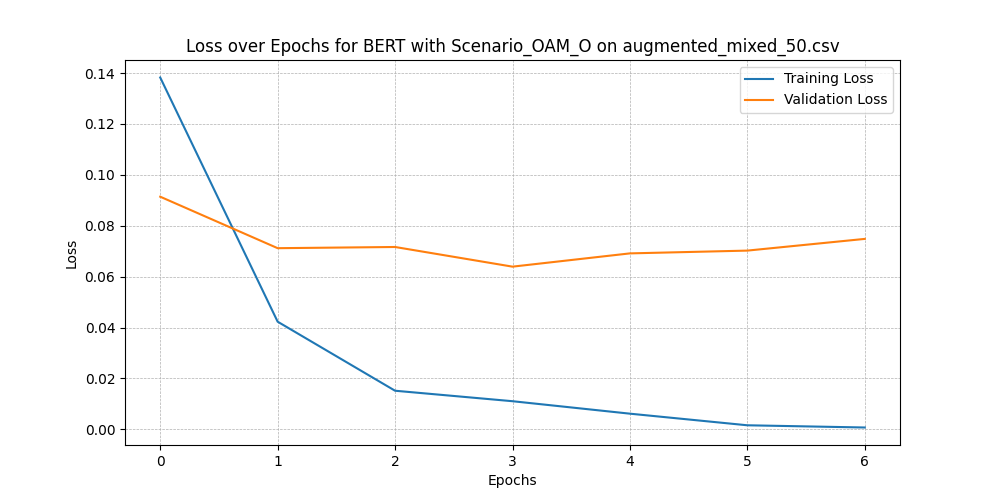 Loss over Epochs for BERT with Scenario_OAM_O on augmented_mixed_50.csv
Training Loss
Validation Loss
0.14
0.12
0.10
0.08
0.06
0.04
0.02
0.00
Loss
0 1 2 3 4 5 6
Epochs